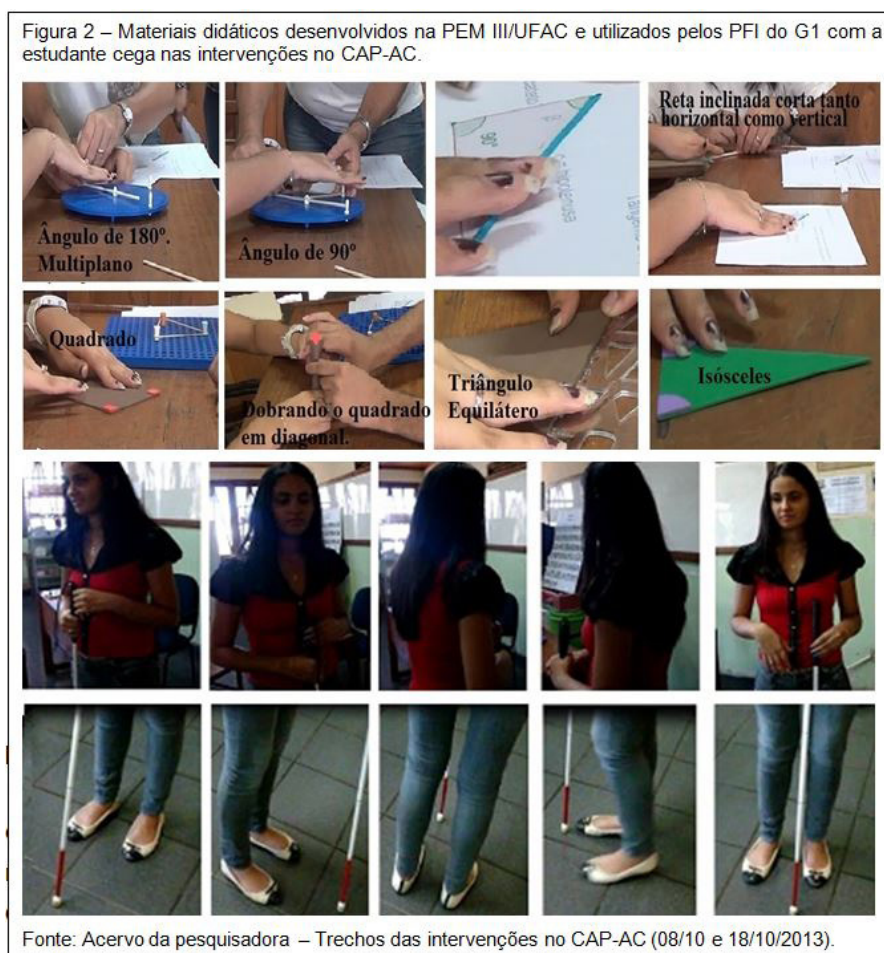 Figura 2 – Materiais didáticos desenvolvidos na PEM III/UFAC e utilizados pelos PFI do G1 com a
estudante cega nas intervenções no CAP-AC.
Ângulo de 180º.
Multiplano
Ângulo de 90º
90º
hipotenusa
Reta inclinada corta tanto
horizontal como vertical
Quadrado
Dobrando o quadrado
em diagonal.
Triângulo
Equilátero
Isósceles
Fonte: Acervo da pesquisadora – Trechos das intervenções no CAP-AC (08/10 e 18/10/2013).